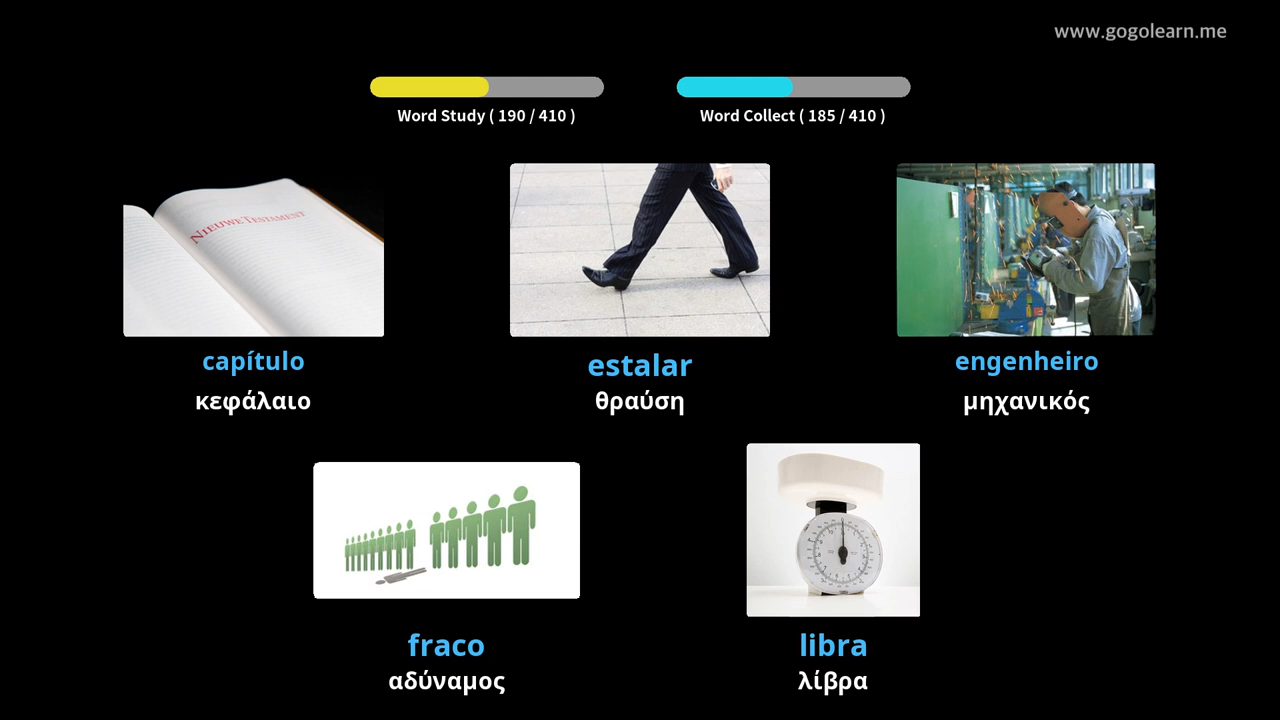 www.gogolearn.me
Word Study ( 190 / 410 )
Word Collect ( 185 / 410 )
NIEUWE TESTAMENT
capítulo
estalar
engenheiro
κεφάλαιο
θραύση
μηχανικός
fraco
libra
αδύναμος
λίβρα